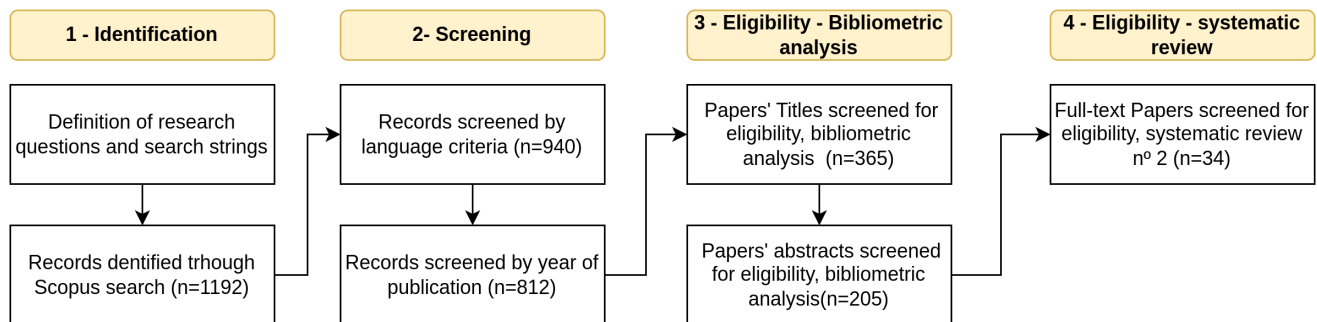 1 - Identification
Definition of research
questions and search strings
Records dentified trhough
Scopus search (n=1192)
2- Screening
Records screened by
language criteria (n=940)
Records screened by year of
publication (n=812)
3 - Eligibility - Bibliometric
analysis
Papers' Titles screened for
eligibility, bibliometric
analysis  (n=365)
Papers' abstracts screened
for eligibility, bibliometric
analysis(n=205)
4 - Eligibility - systematic
review
Full-text Papers screened for
eligibility, systematic review
nº 2 (n=34)